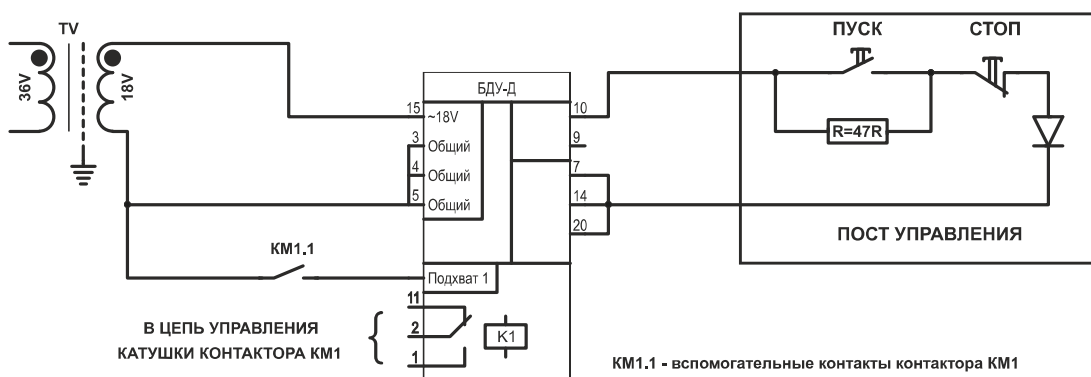 TV
36V
18V
БДУ-Д
15
~18V
3
Общий
4
Общий
5
Общий
10
9
7
14
20
КМ1.1
Подхват 1
11
2
1
К1
В ЦЕПЬ УПРАВЛЕНИЯ
КАТУШКИ КОНТАКТОРА КМ1
ПУСК
СТОП
R=47R
ПОСТ УПРАВЛЕНИЯ
КМ1.1 - вспомогательные контакты контактора КМ1